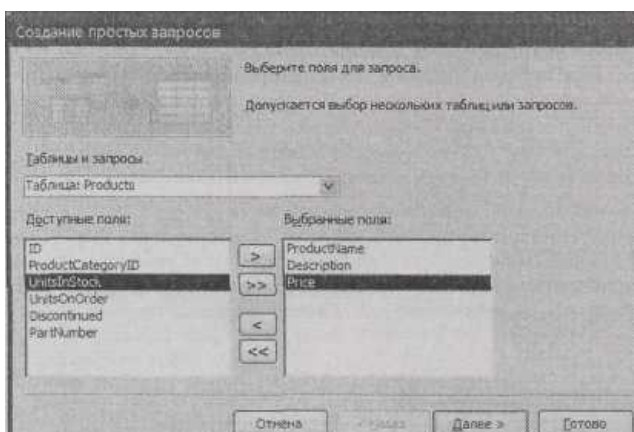 Создание простых запросов
Выберите поля для запроса.
Допускается выбор нескольких таблиц или запросов.
Таблицы и запросы
Таблица: Products
Доступные поля:
Выбранные поля:
ID
ProductCategoryID
UnitsInStock
UnitsOnOrder
Discontinued
PartNumber
>
>>
<
<<
ProductName
Description
Price
Отмена
< Назад
Далее >
Готово